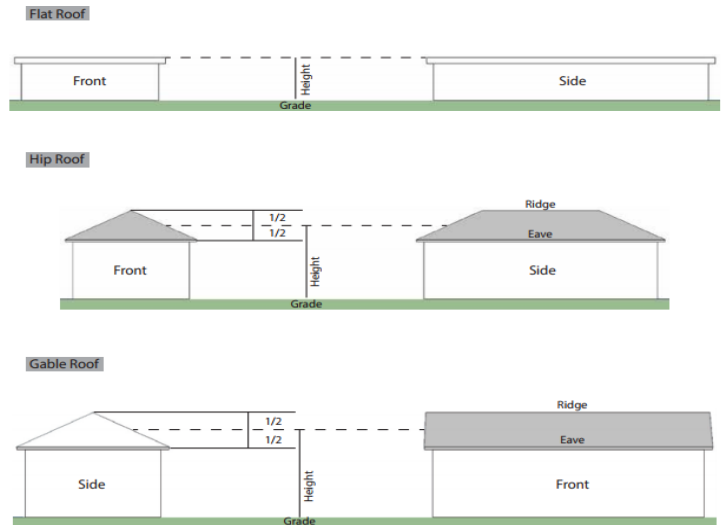 Flat Roof
Front
Height
Side
Grade
Hip Roof
Ridge
1/2
1/2
Eave
Front
Height
Side
Grade
Gable Roof
Ridge
1/2
1/2
Eave
Side
Height
Front
Grade